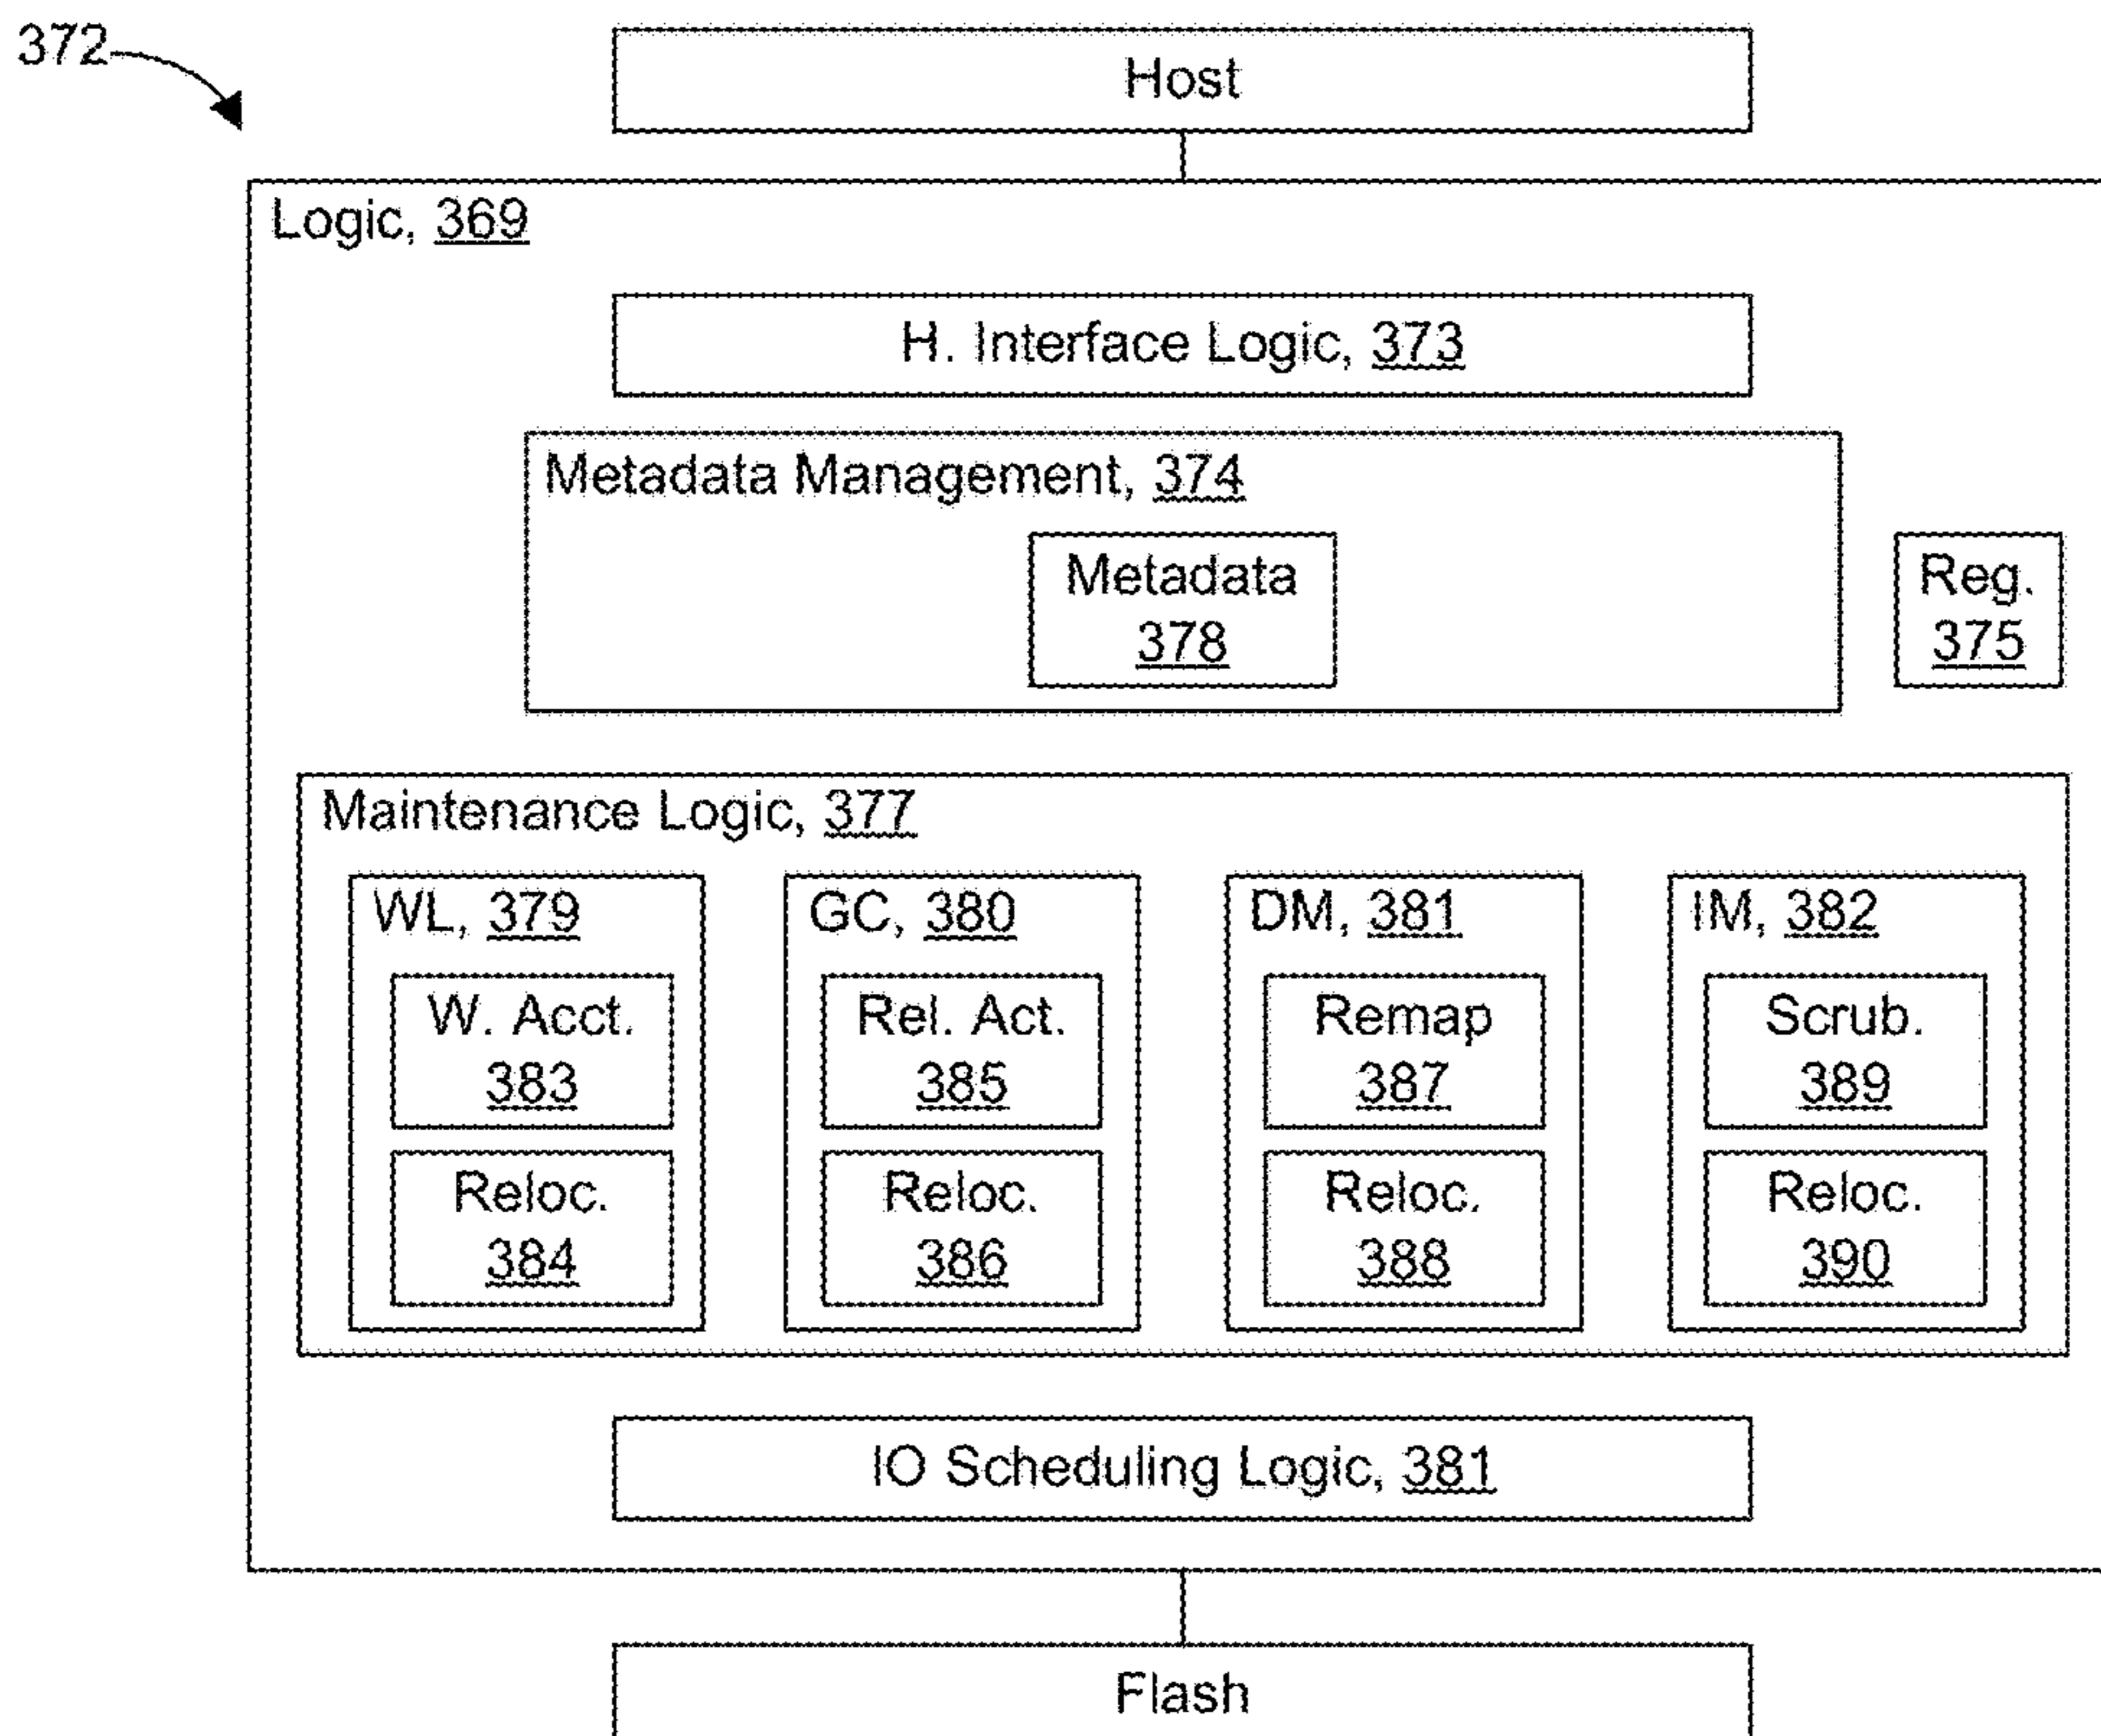 372
Host
Logic, 369
H. Interface Logic, 373
Metadata Management, 374
Metadata
378
Reg.
375
Maintenance Logic, 377
WL, 379
W. Acct.
383
Reloc.
384
GC, 380
Rel. Act.
385
Reloc.
386
DM, 381
Remap
387
Reloc.
388
IM, 382
Scrub.
389
Reloc.
390
IO Scheduling Logic, 381
Flash